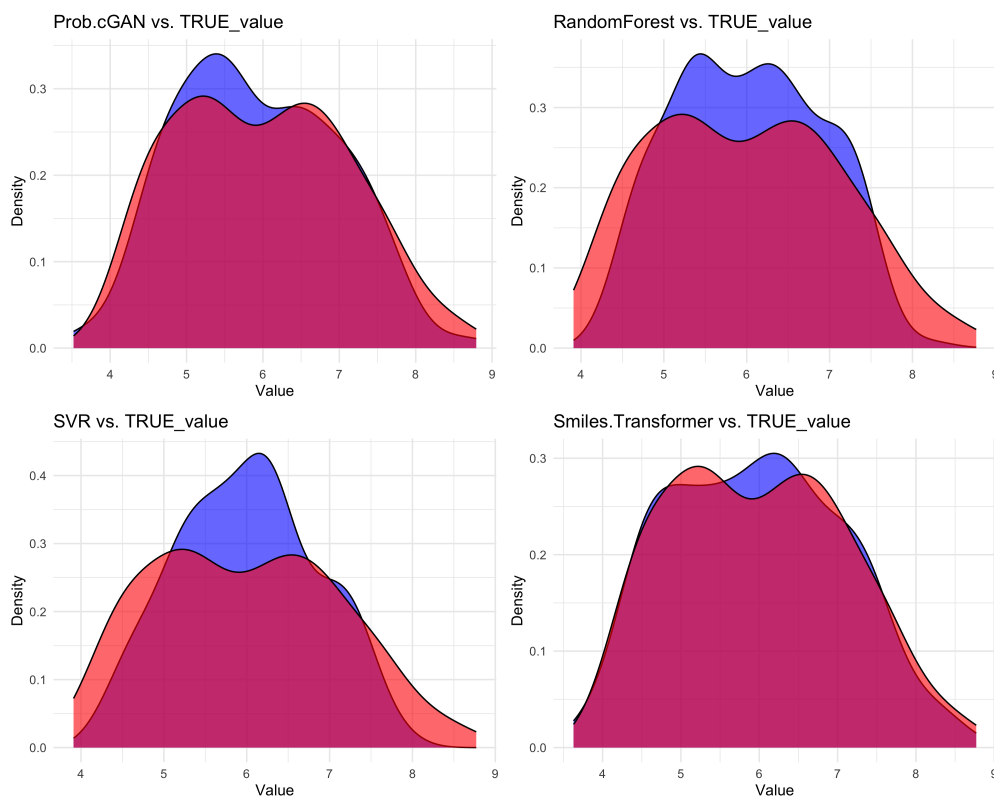 Prob.cGAN vs. TRUE_value
Density
0.3
0.2
0.1
0.0
4 5 6 7 8 9
Value
RandomForest vs. TRUE_value
Density
0.3
0.2
0.1
0.0
4 5 6 7 8 9
Value
SVR vs. TRUE_value
Density
0.4
0.3
0.2
0.1
0.0
4 5 6 7 8 9
Value
Smiles.Transformer vs. TRUE_value
Density
0.3
0.2
0.1
0.0
4 5 6 7 8 9
Value